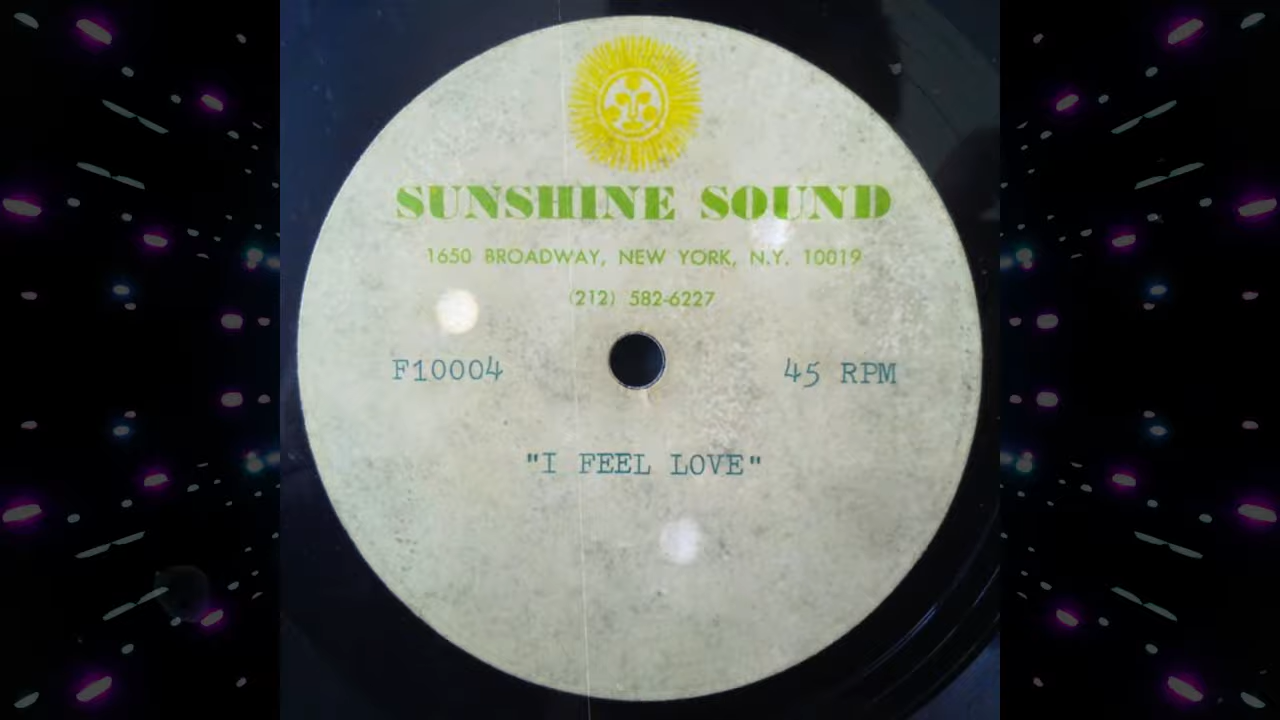 SUNSHINE SOUND
1650 BROADWAY, NEW YORK, N.Y. 10019
(212) 582-6227
F10004 45 RPM
"I FEEL LOVE"